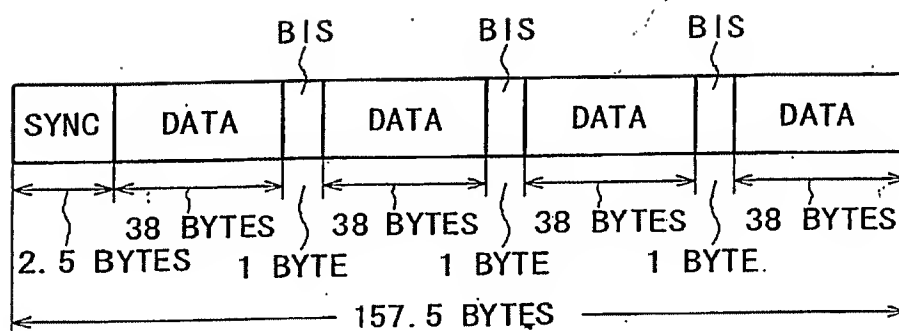 BIS BIS BIS
SYNC DATA DATA DATA DATA
38 BYTES 38 BYTES 38 BYTES 38 BYTES
2.5 BYTES 1 BYTE 1 BYTE 1 BYTE
157.5 BYTES